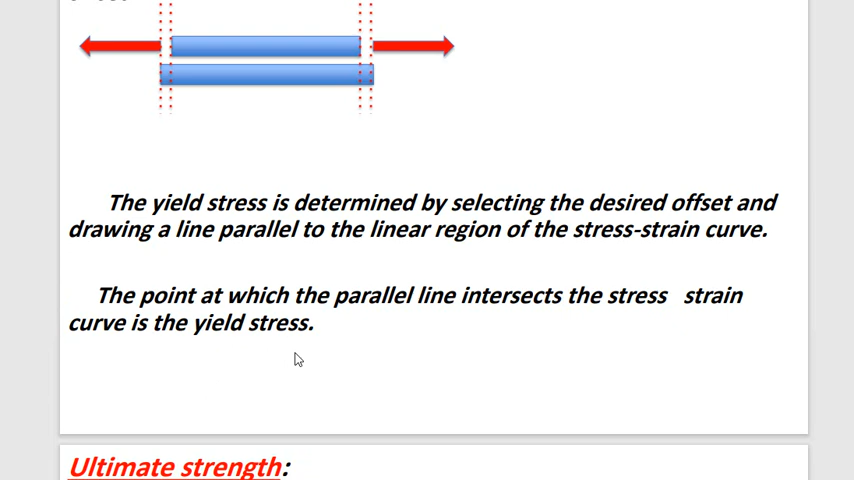 The yield stress is determined by selecting the desired offset and
drawing a line parallel to the linear region of the stress-strain curve.
The point at which the parallel line intersects the stress strain
curve is the yield stress.
Ultimate strength: